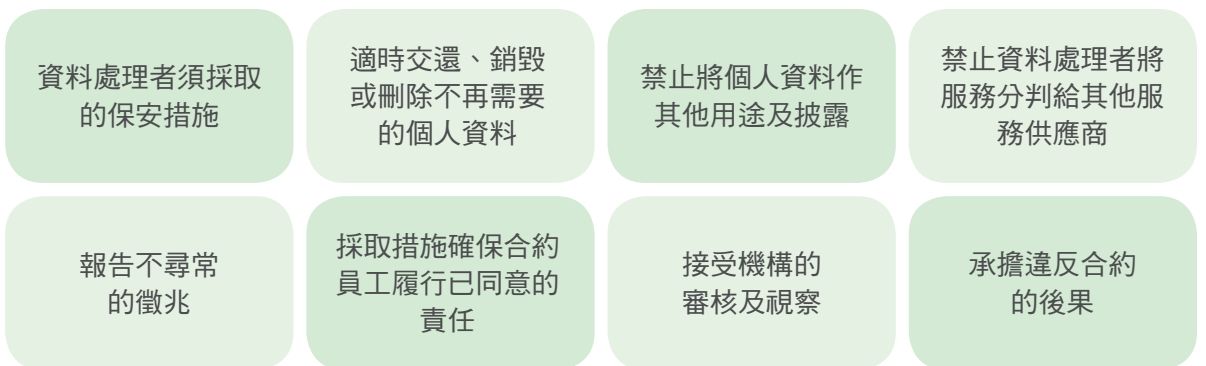 資料處理者須採取
的保安措施
適時交還、銷毀
或刪除不再需要
的個人資料
禁止將個人資料作
其他用途及披露
禁止資料處理者將
服務分判給其他服
務供應商
報告不尋常
的徵兆
採取措施確保合約
員工履行已同意的
責任
接受機構的
審核及視察
承擔違反合約
的後果